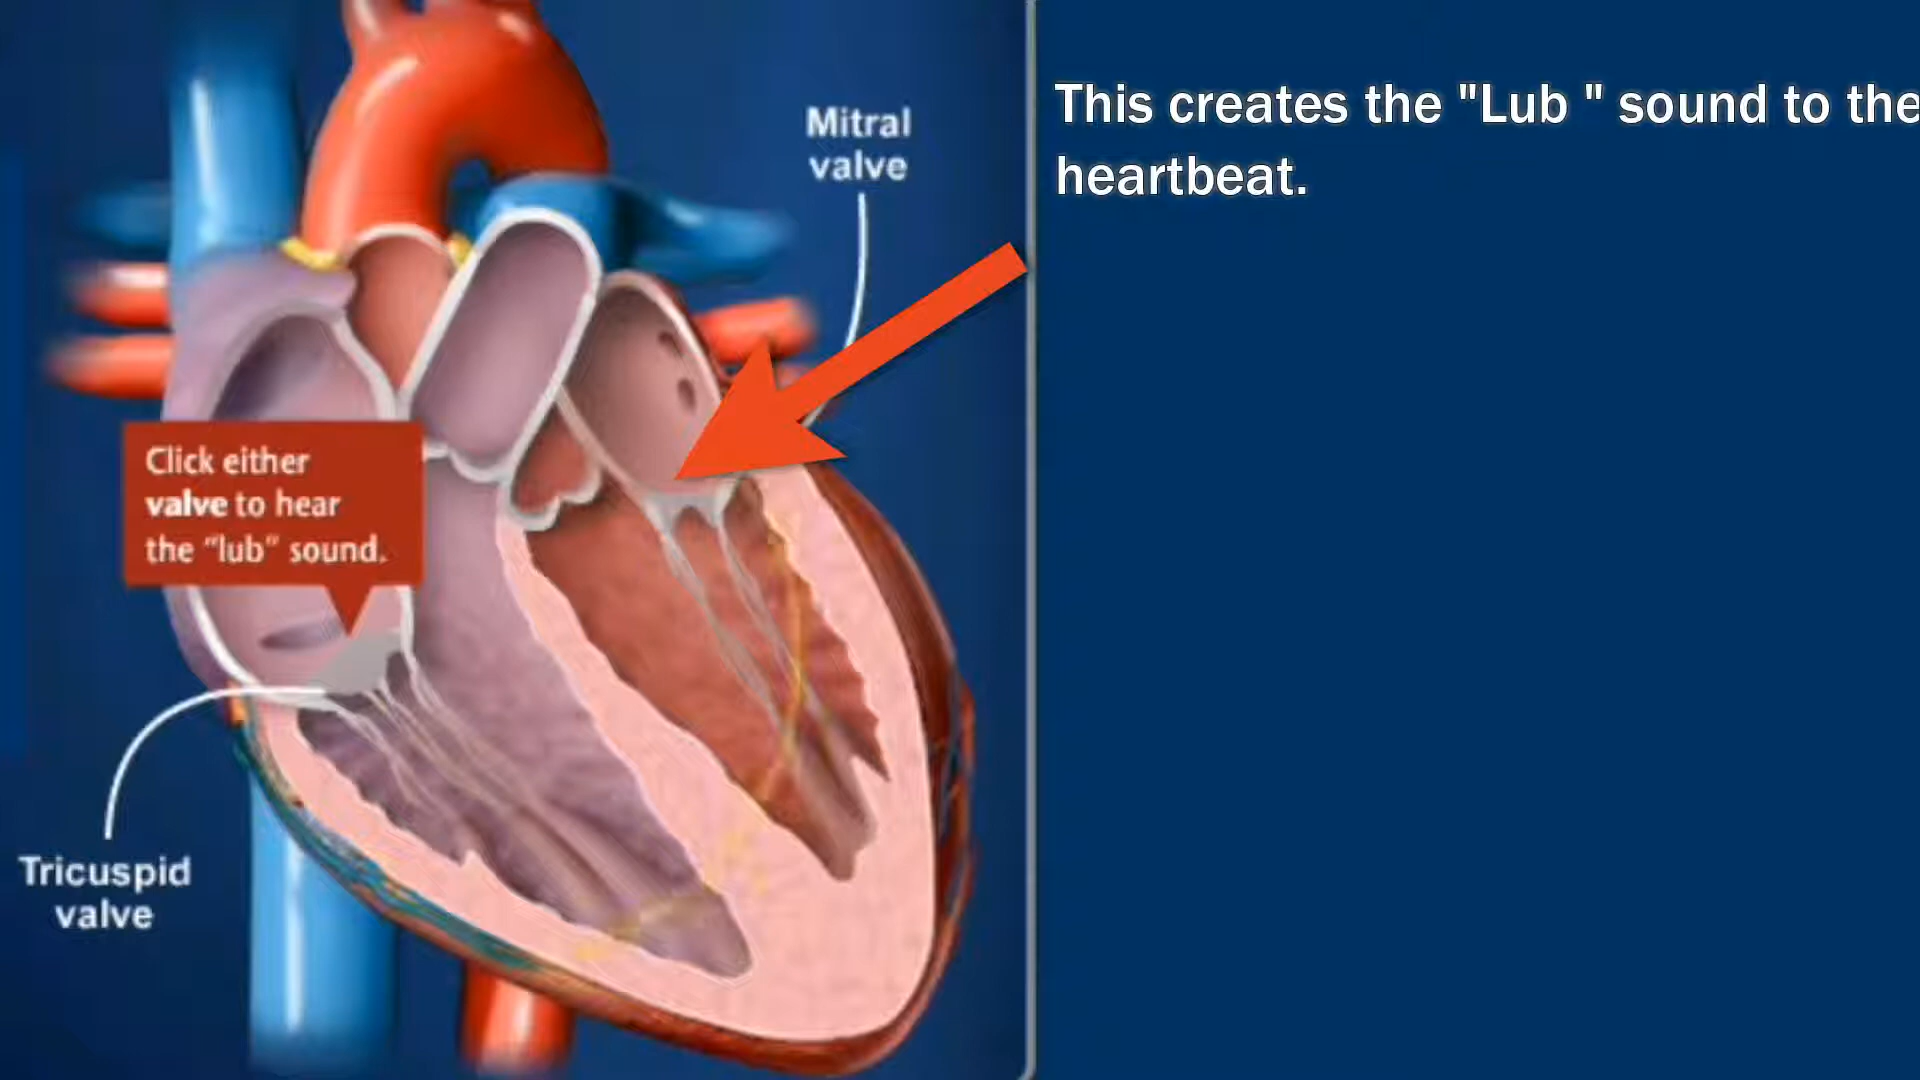 Mitral
valve
This creates the "Lub " sound to the
heartbeat.
Click either
valve to hear
the “lub” sound.
Tricuspid
valve